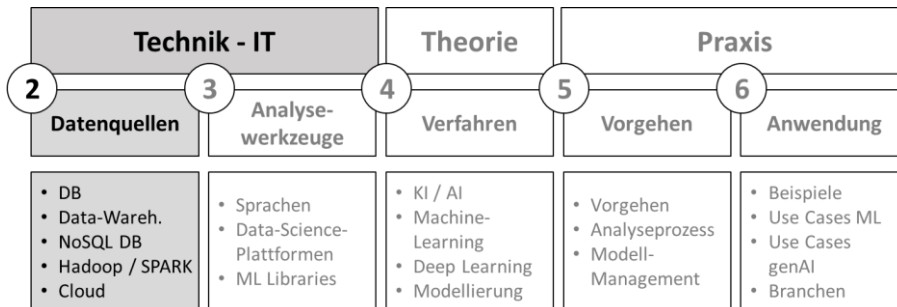 Technik - IT
Theorie
Praxis
2
3
4
5
6
Datenquellen
Analyse-
werkzeuge
Verfahren
Vorgehen
Anwendung
• DB
• Data-Wareh.
• NoSQL DB
• Hadoop / SPARK
• Cloud
• Sprachen
• Data-Science-
Plattformen
• ML Libraries
• KI / AI
• Machine-
Learning
• Deep Learning
• Modellierung
• Vorgehen
• Analyseprozess
• Modell-
Management
• Beispiele
• Use Cases ML
• Use Cases
genAI
• Branchen